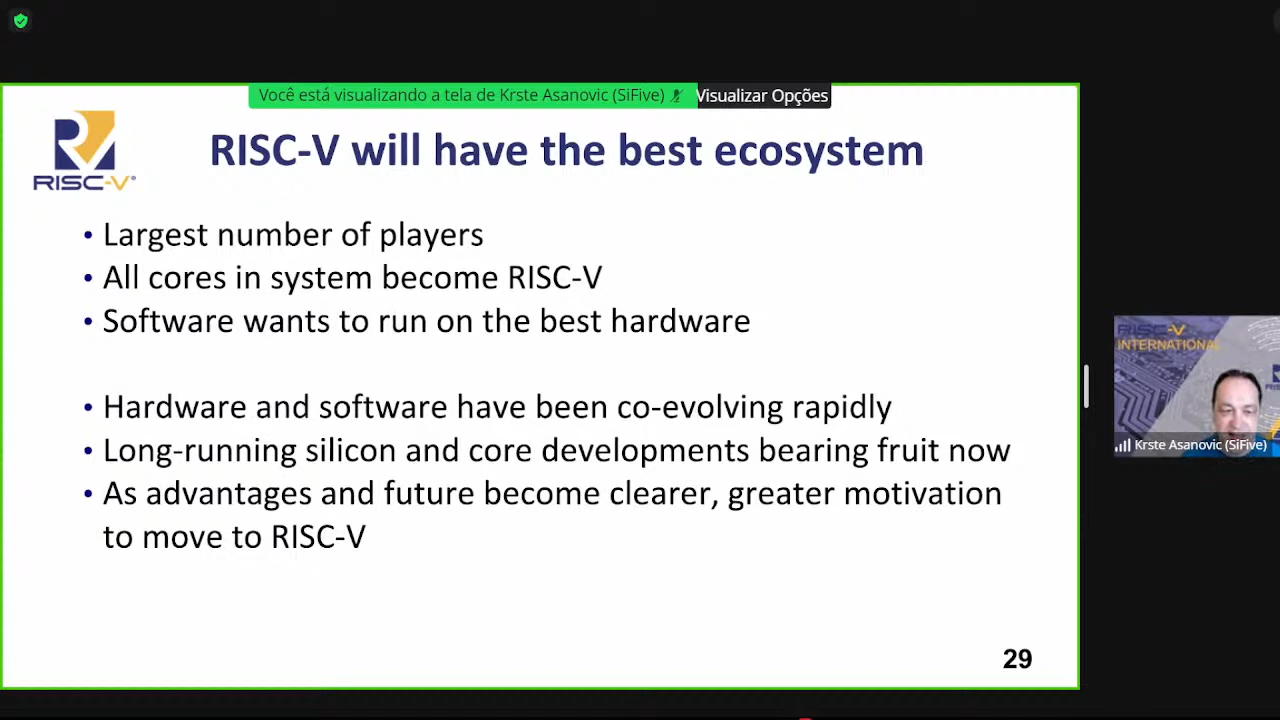 Você está visualizando a tela de Krste Asanovic (SiFive)
Visualizar Opções
RISC-V®
RISC-V will have the best ecosystem
• Largest number of players
• All cores in system become RISC-V
• Software wants to run on the best hardware
• Hardware and software have been co-evolving rapidly
• Long-running silicon and core developments bearing fruit now
• As advantages and future become clearer, greater motivation
to move to RISC-V
29
RISC-V
INTERNATIONAL
Krste Asanovic (SiFive)